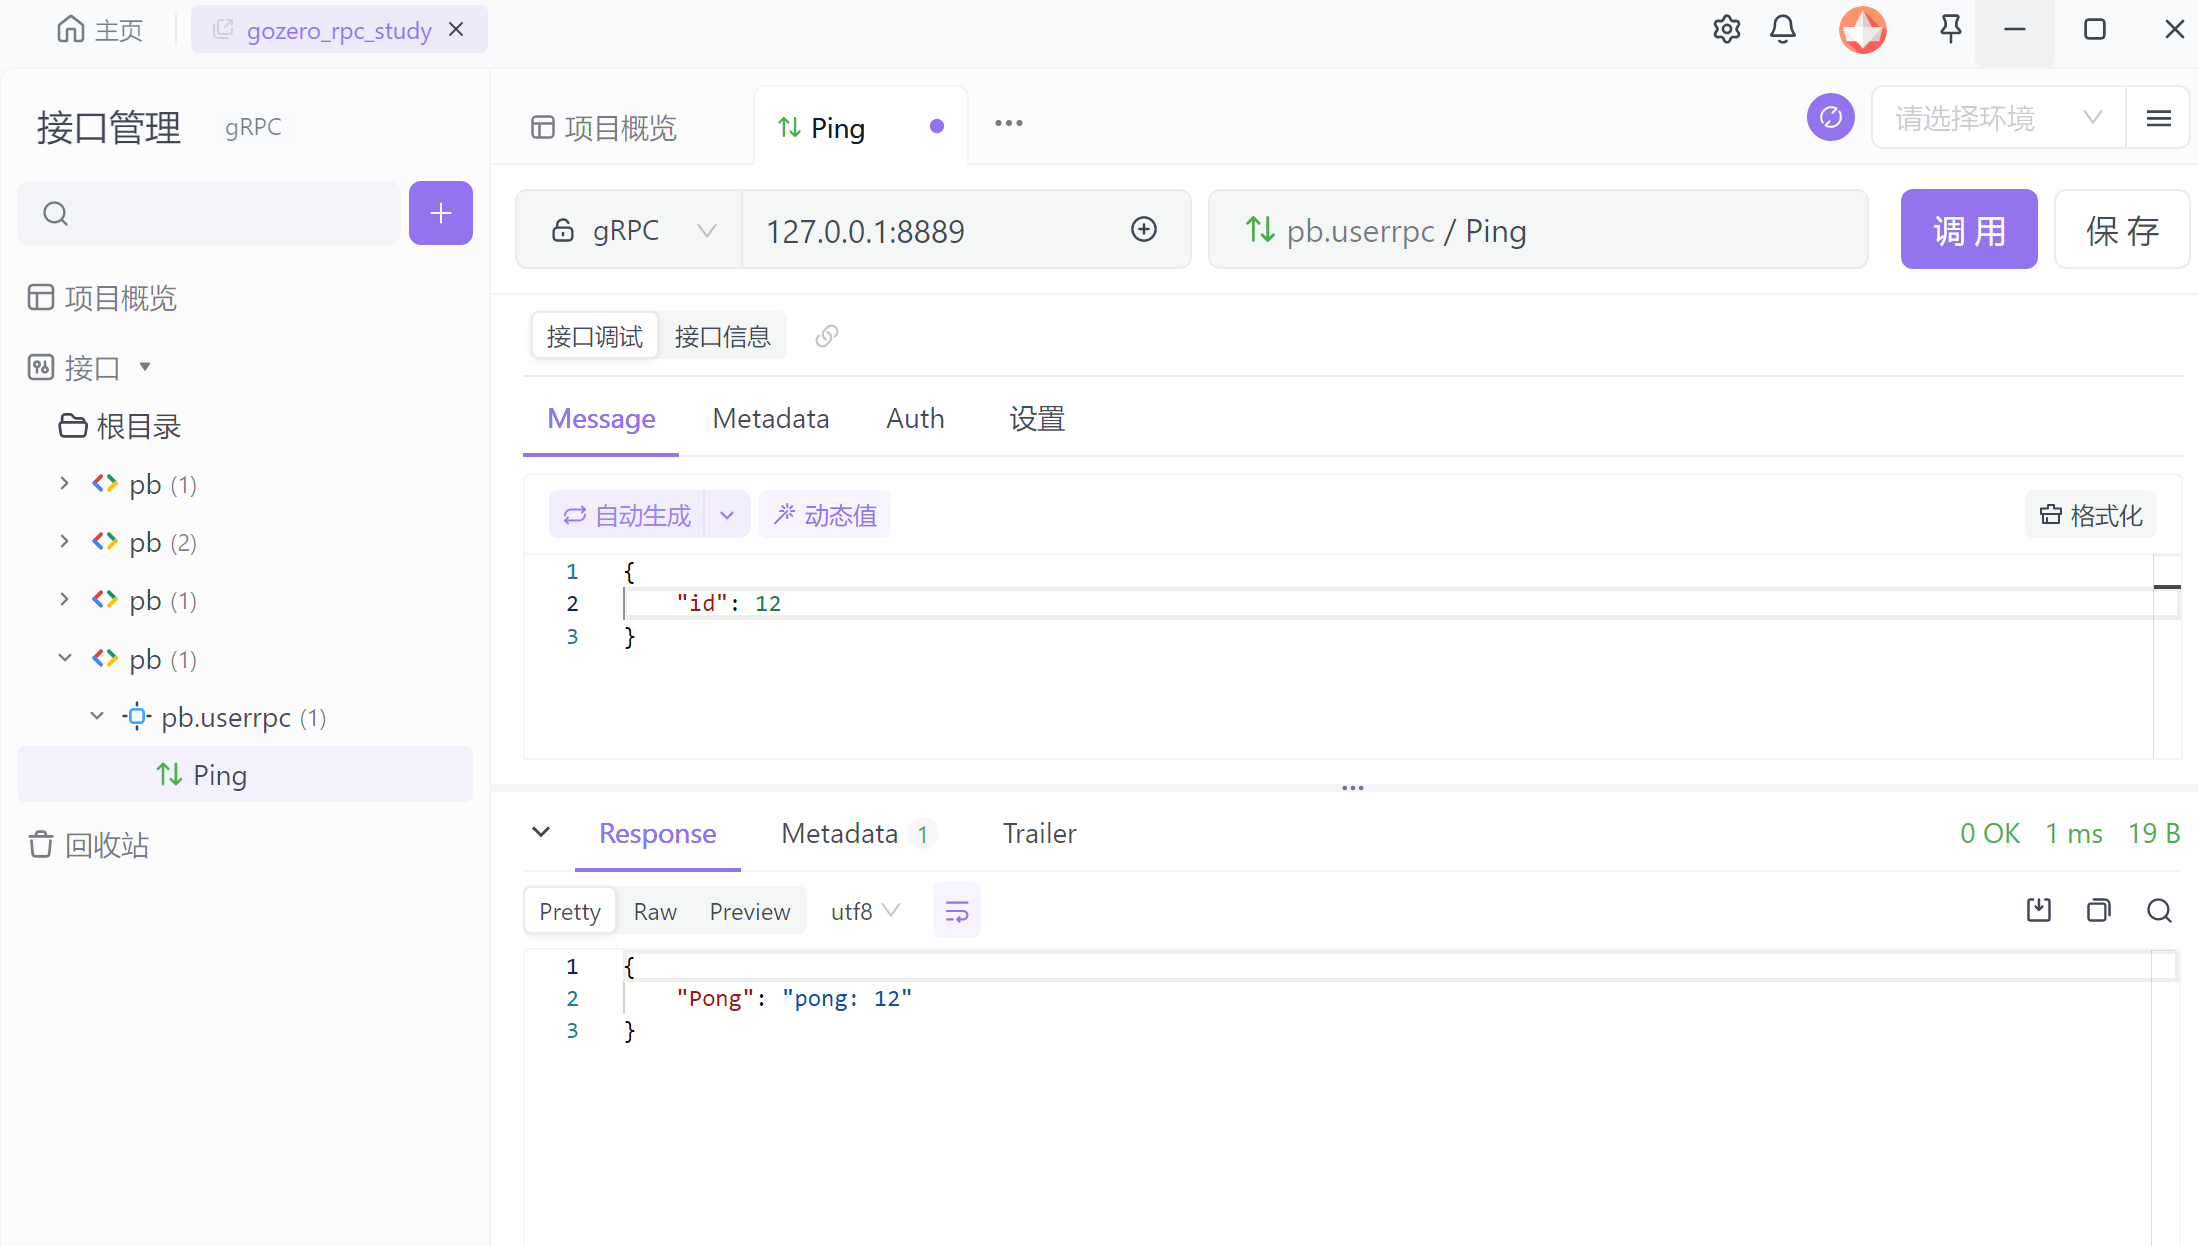 主页
gozero_rpc_study
接口管理 gRPC
项目概览
接口
根目录
pb (1)
pb (2)
pb (1)
pb (1)
pb.userrpc (1)
Ping
回收站
项目概览 Ping
请选择环境
gRPC 127.0.0.1:8889 pb.userrpc / Ping 调用 保存
接口调试 接口信息
Message Metadata Auth 设置
自动生成 动态值 格式化
1 {
2 "id": 12
3 }
Response Metadata 1 Trailer 0 OK 1 ms 19 B
Pretty Raw Preview utf8
1 {
2 "Pong": "pong: 12"
3 }